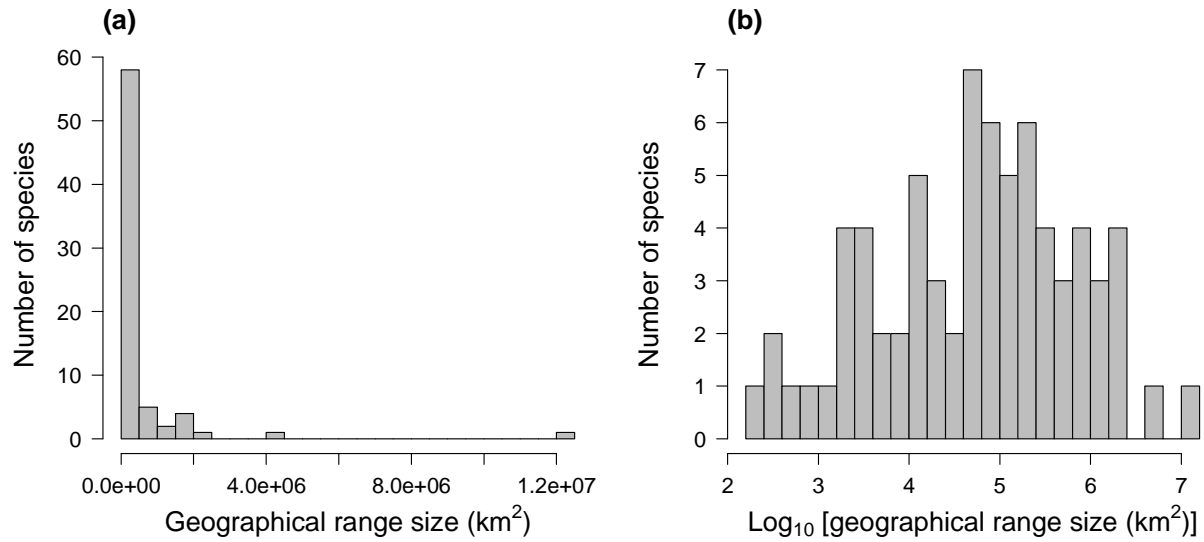 (a)
Number of species
60
50
40
30
20
10
0
0.0e+00 4.0e+06 8.0e+06 1.2e+07
Geographical range size (km²)
(b)
Number of species
7
6
5
4
3
2
1
0
2 3 4 5 6 7
Log₁₀ [geographical range size (km²)]